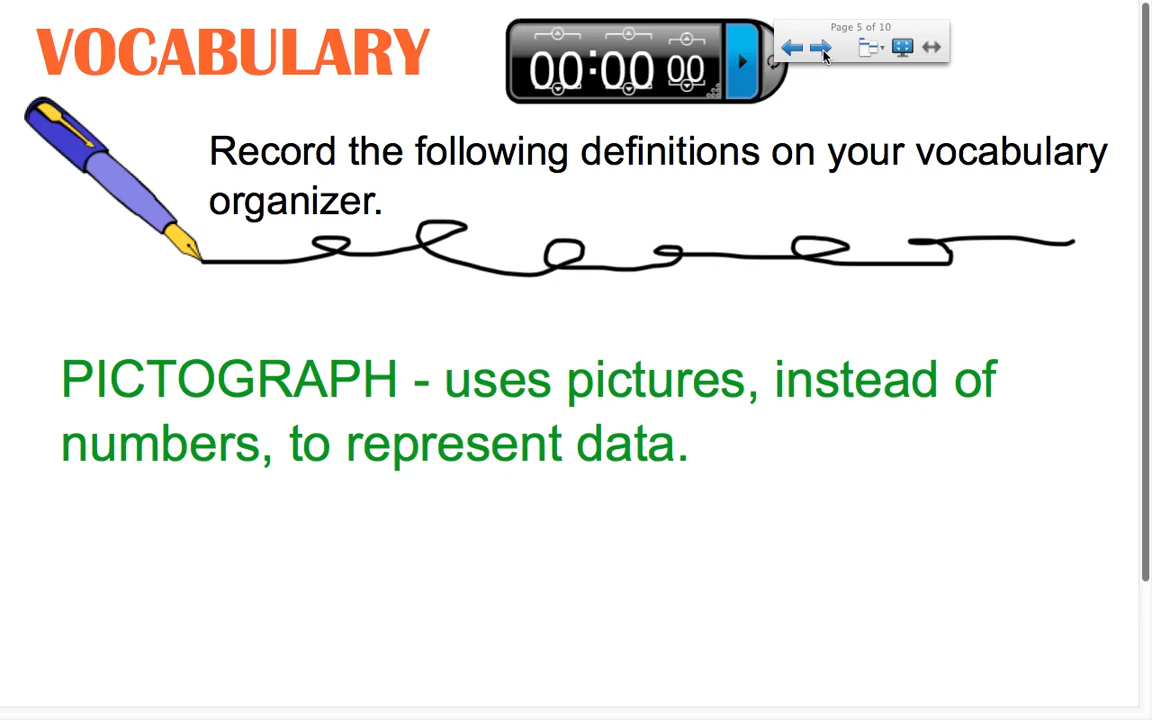 VOCABULARY
00:00 00
Page 5 of 10
Record the following definitions on your vocabulary
organizer.
PICTOGRAPH - uses pictures, instead of
numbers, to represent data.